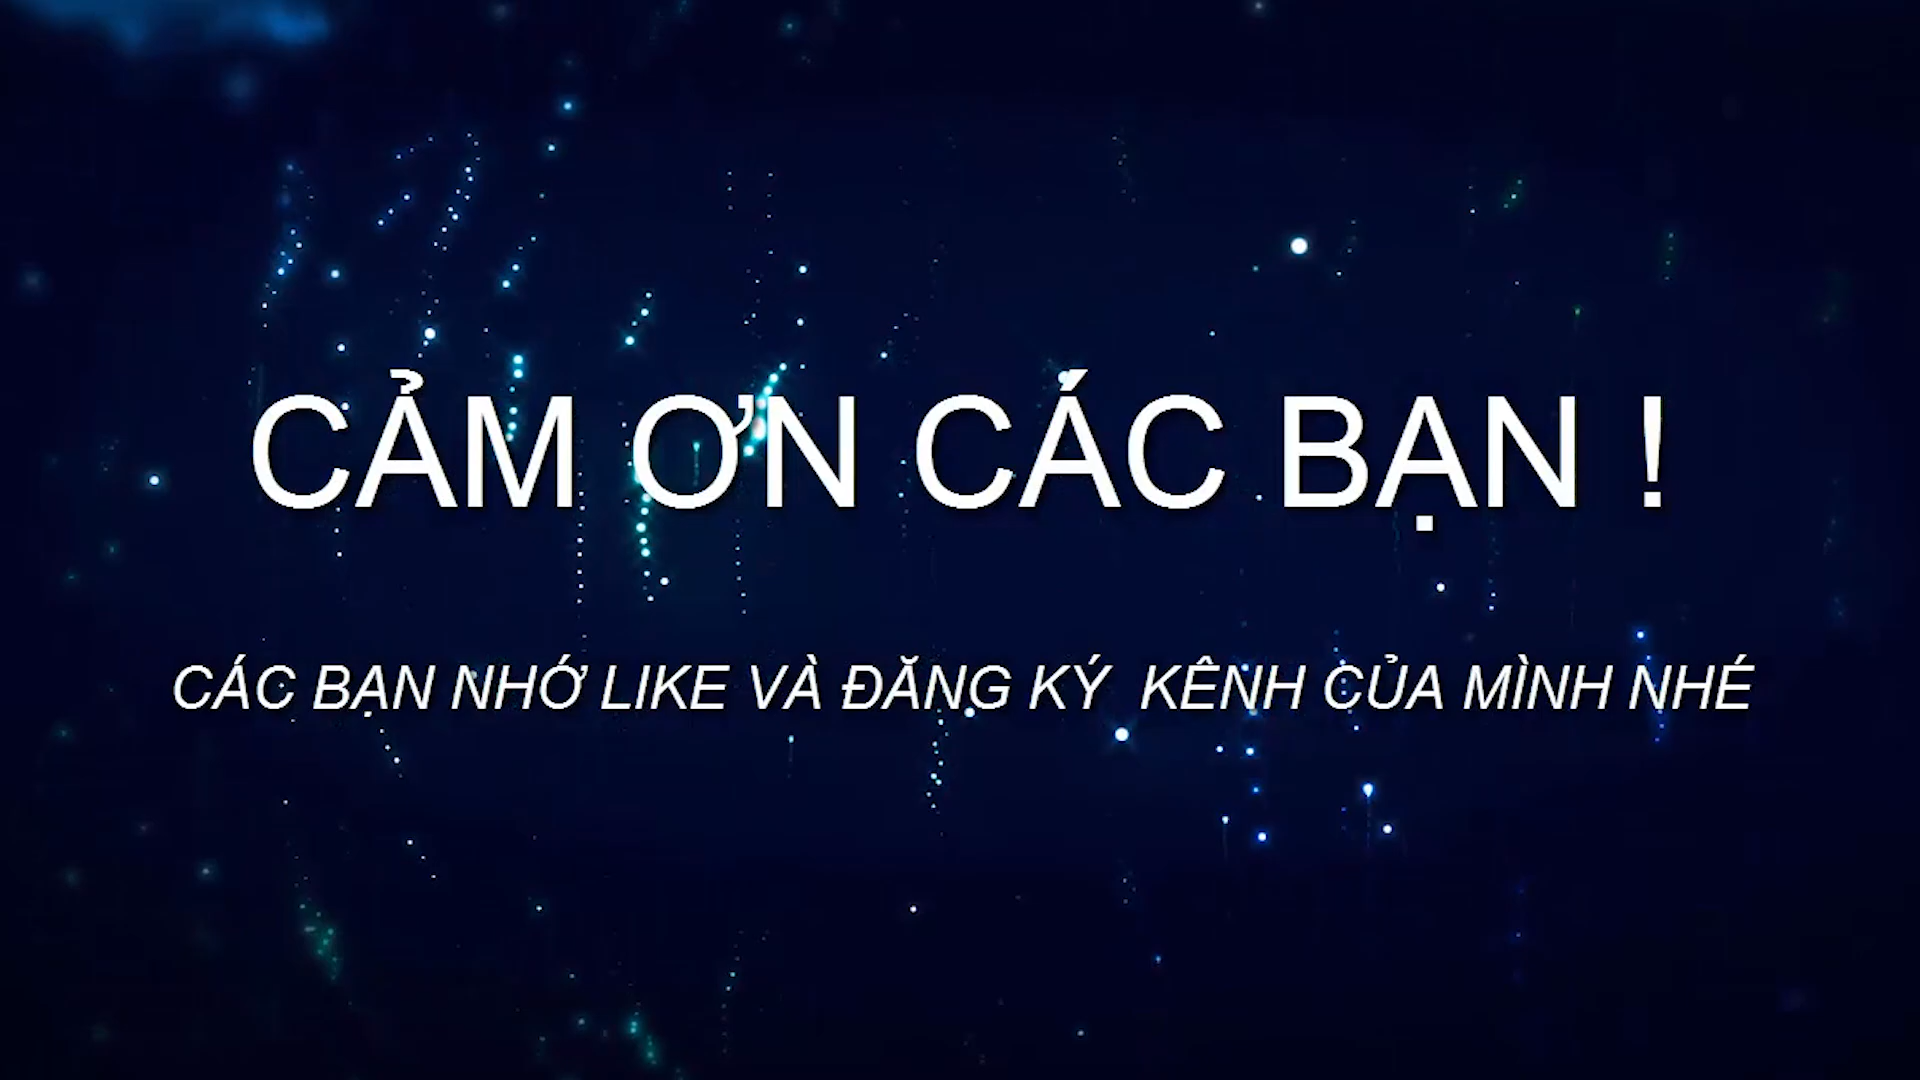 CẢM ƠN CÁC BẠN !
CÁC BẠN NHỚ LIKE VÀ ĐĂNG KÝ  KÊNH CỦA MÌNH NHÉ